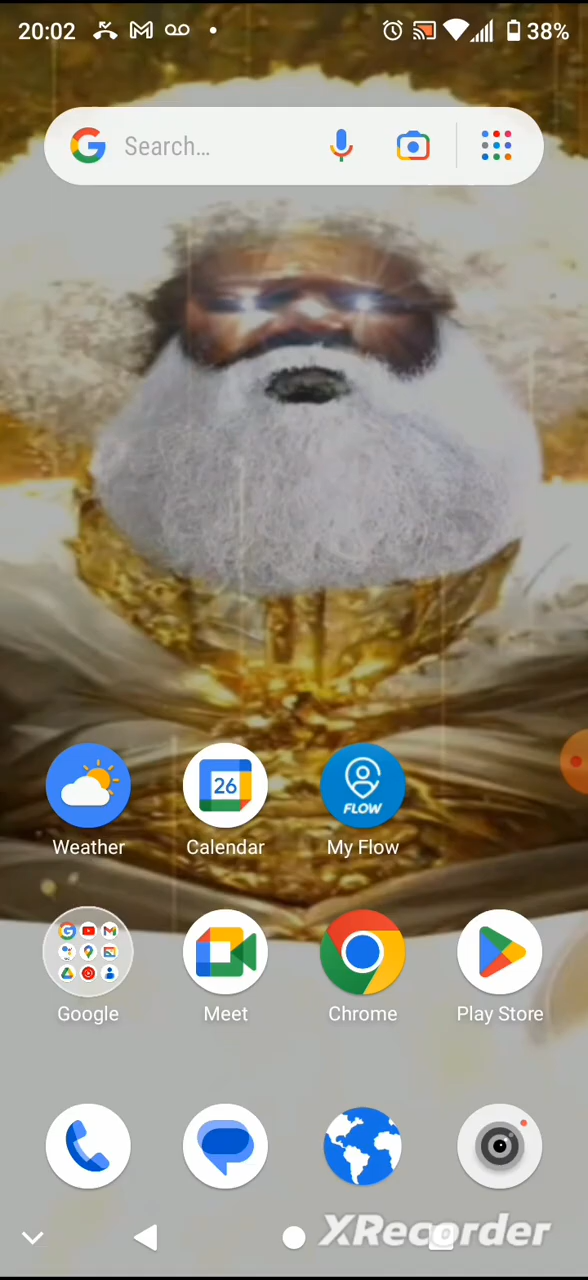 20:02
38%
Search...
26
FLOW
Weather
Calendar
My Flow
Google
Meet
Chrome
Play Store
XRecorder